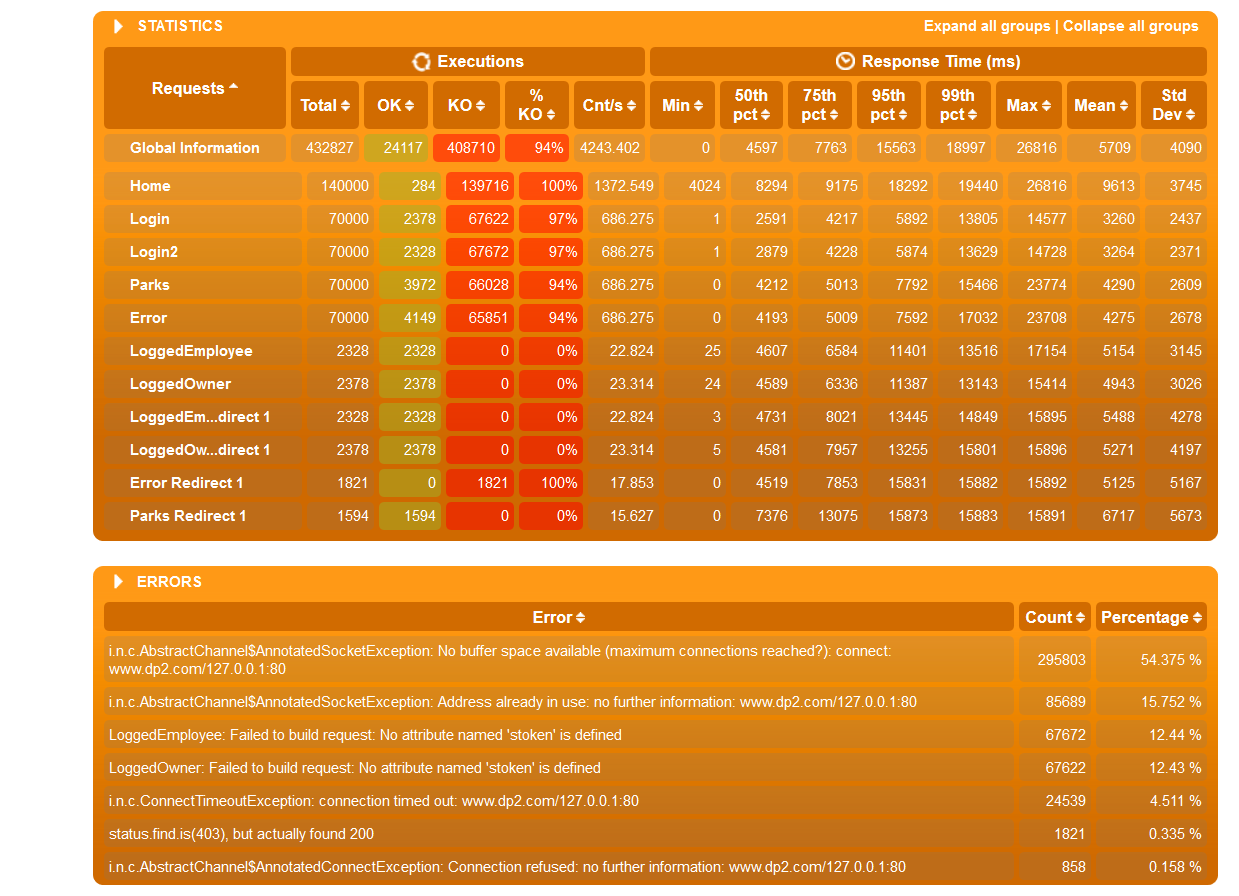 STATISTICS Expand all groups | Collapse all groups
Requests Executions Response Time (ms)
Total OK KO % KO Cnt/s Min 50th pct 75th pct 95th pct 99th pct Max Mean Std Dev
Global Information 432827 24117 408710 94% 4243.402 0 4597 7763 15563 18997 26816 5709 4090
Home 140000 284 139716 100% 1372.549 4024 8294 9175 18292 19440 26816 9613 3745
Login 70000 2378 67622 97% 686.275 1 2591 4217 5892 13805 14577 3260 2437
Login2 70000 2328 67672 97% 686.275 1 2879 4228 5874 13629 14728 3264 2371
Parks 70000 3972 66028 94% 686.275 0 4212 5013 7792 15466 23774 4290 2609
Error 70000 4149 65851 94% 686.275 0 4193 5009 7592 17032 23708 4275 2678
LoggedEmployee 2328 2328 0 0% 22.824 25 4607 6584 11401 13516 17154 5154 3145
LoggedOwner 2378 2378 0 0% 23.314 24 4589 6336 11387 13143 15414 4943 3026
LoggedEm...direct 1 2328 2328 0 0% 22.824 3 4731 8021 13445 14849 15895 5488 4278
LoggedOw...direct 1 2378 2378 0 0% 23.314 5 4581 7957 13255 15801 15896 5271 4197
Error Redirect 1 1821 0 1821 100% 17.853 0 4519 7853 15831 15882 15892 5125 5167
Parks Redirect 1 1594 1594 0 0% 15.627 0 7376 13075 15873 15883 15891 6717 5673
ERRORS
Error Count Percentage
i.n.c.AbstractChannel$AnnotatedSocketException: No buffer space available (maximum connections reached?): connect:
www.dp2.com/127.0.0.1:80 295803 54.375 %
i.n.c.AbstractChannel$AnnotatedSocketException: Address already in use: no further information: www.dp2.com/127.0.0.1:80 85689 15.752 %
LoggedEmployee: Failed to build request: No attribute named 'stoken' is defined 67672 12.44 %
LoggedOwner: Failed to build request: No attribute named 'stoken' is defined 67622 12.43 %
i.n.c.ConnectTimeoutException: connection timed out: www.dp2.com/127.0.0.1:80 24539 4.511 %
status.find.is(403), but actually found 200 1821 0.335 %
i.n.c.AbstractChannel$AnnotatedConnectException: Connection refused: no further information: www.dp2.com/127.0.0.1:80 858 0.158 %